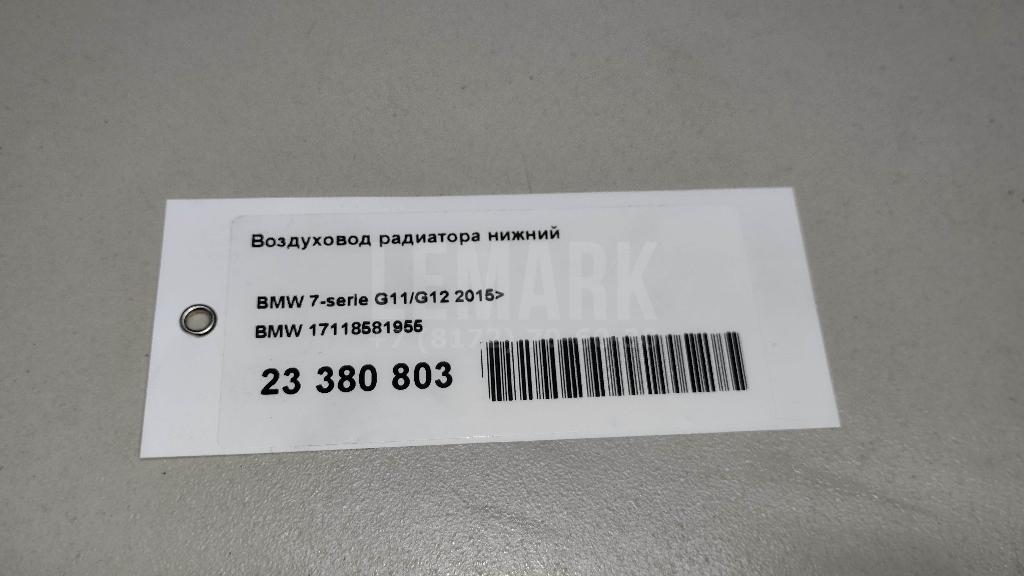 Воздуховод радиатора нижний
LEMARK
BMW 7-serie G11/G12 2015>
BMW 17118581955
23 380 803